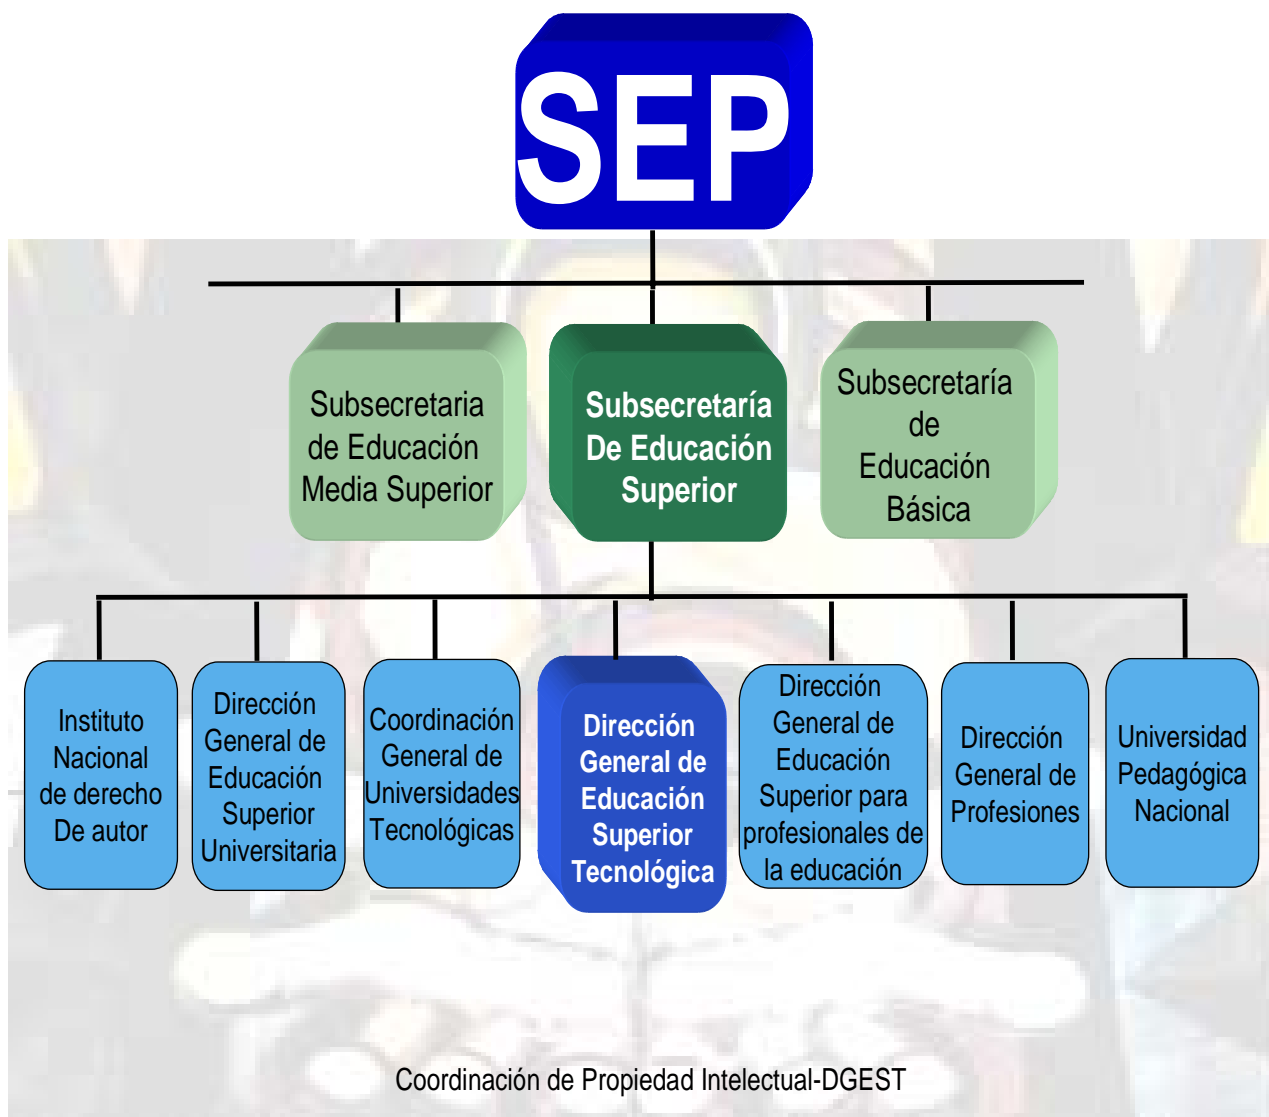 SEP
Subsecretaria
de Educación
Media Superior
Subsecretaría
De Educación
Superior
Subsecretaría
de
Educación
Básica
Instituto
Nacional
de derecho
De autor
Dirección
General de
Educación
Superior
Universitaria
Coordinación
General de
Universidades
Tecnológicas
Dirección
General de
Educación
Superior
Tecnológica
Dirección
General de
Educación
Superior para
profesionales de
la educación
Dirección
General de
Profesiones
Universidad
Pedagógica
Nacional
Coordinación de Propiedad Intelectual-DGEST